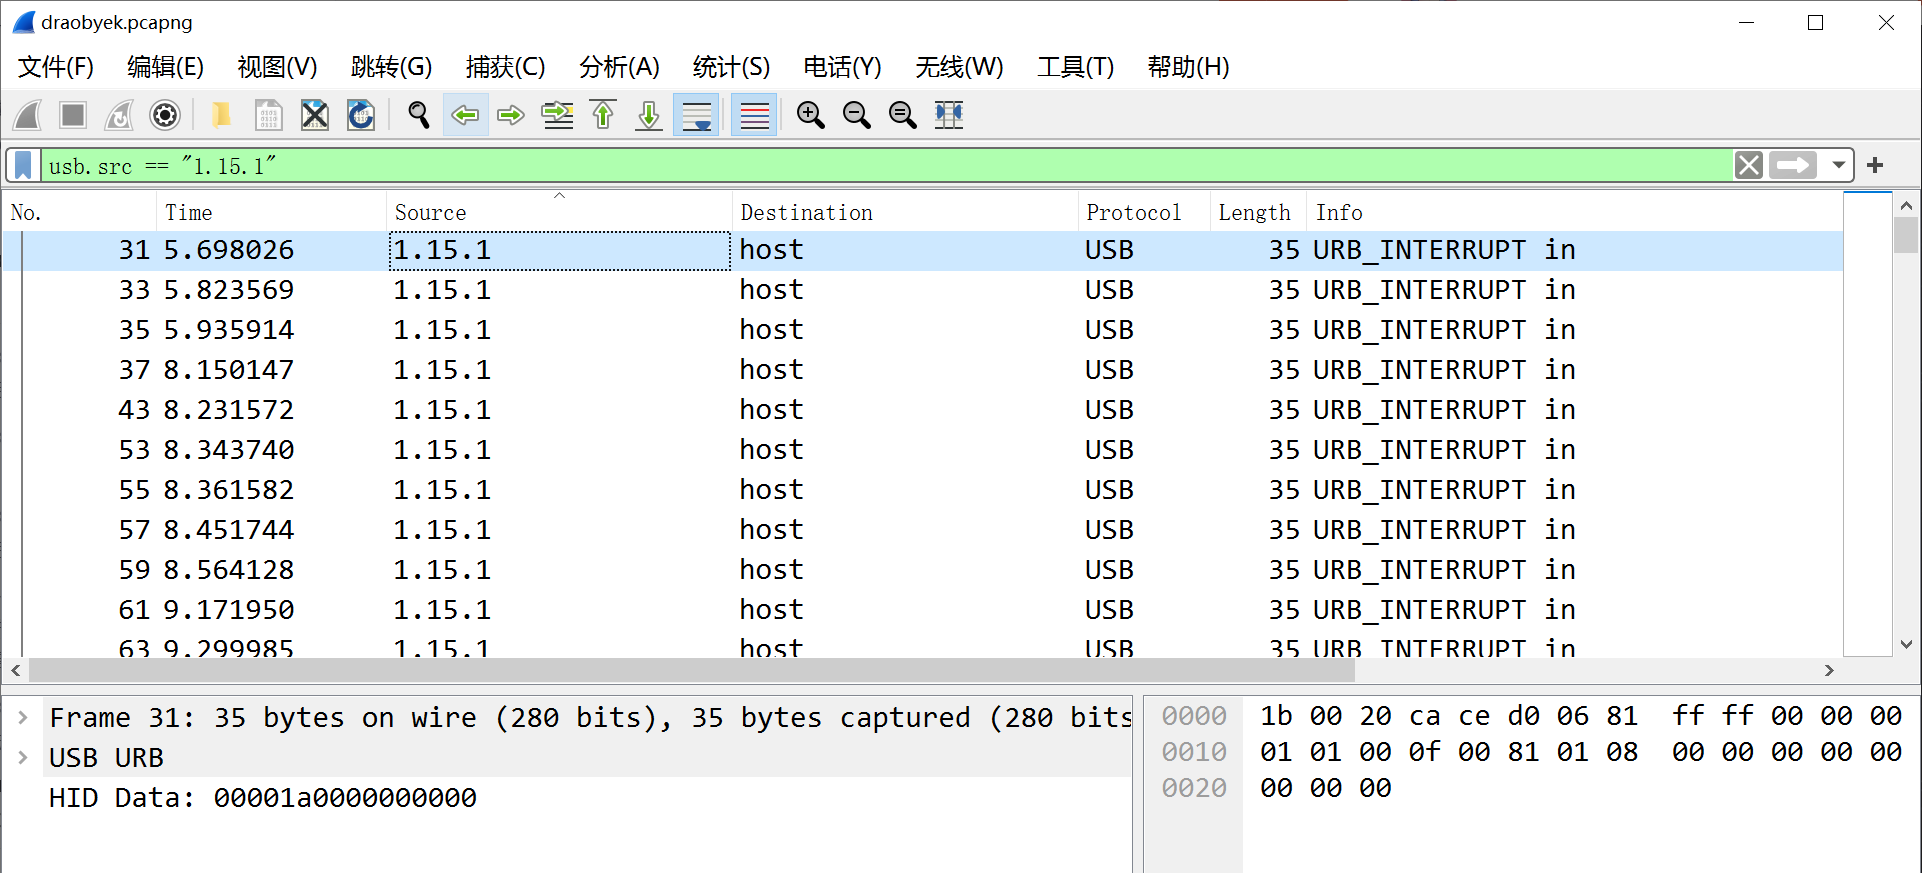 draobyek.pcapng
文件(F) 编辑(E) 视图(V) 跳转(G) 捕获(C) 分析(A) 统计(S) 电话(Y) 无线(W) 工具(T) 帮助(H)
usb.src == "1.15.1"
No. Time Source Destination Protocol Length Info
31 5.698026 1.15.1 host USB 35 URB_INTERRUPT in
33 5.823569 1.15.1 host USB 35 URB_INTERRUPT in
35 5.935914 1.15.1 host USB 35 URB_INTERRUPT in
37 8.150147 1.15.1 host USB 35 URB_INTERRUPT in
43 8.231572 1.15.1 host USB 35 URB_INTERRUPT in
53 8.343740 1.15.1 host USB 35 URB_INTERRUPT in
55 8.361582 1.15.1 host USB 35 URB_INTERRUPT in
57 8.451744 1.15.1 host USB 35 URB_INTERRUPT in
59 8.564128 1.15.1 host USB 35 URB_INTERRUPT in
61 9.171950 1.15.1 host USB 35 URB_INTERRUPT in
63 9.299985 1.15.1 host USB 35 URB_INTERRUPT in
Frame 31: 35 bytes on wire (280 bits), 35 bytes captured (280 bits
USB URB
HID Data: 00001a0000000000
0000 1b 00 20 ca ce d0 06 81 ff ff 00 00 00
0010 01 01 00 0f 00 81 01 08 00 00 00 00 00
0020 00 00 00